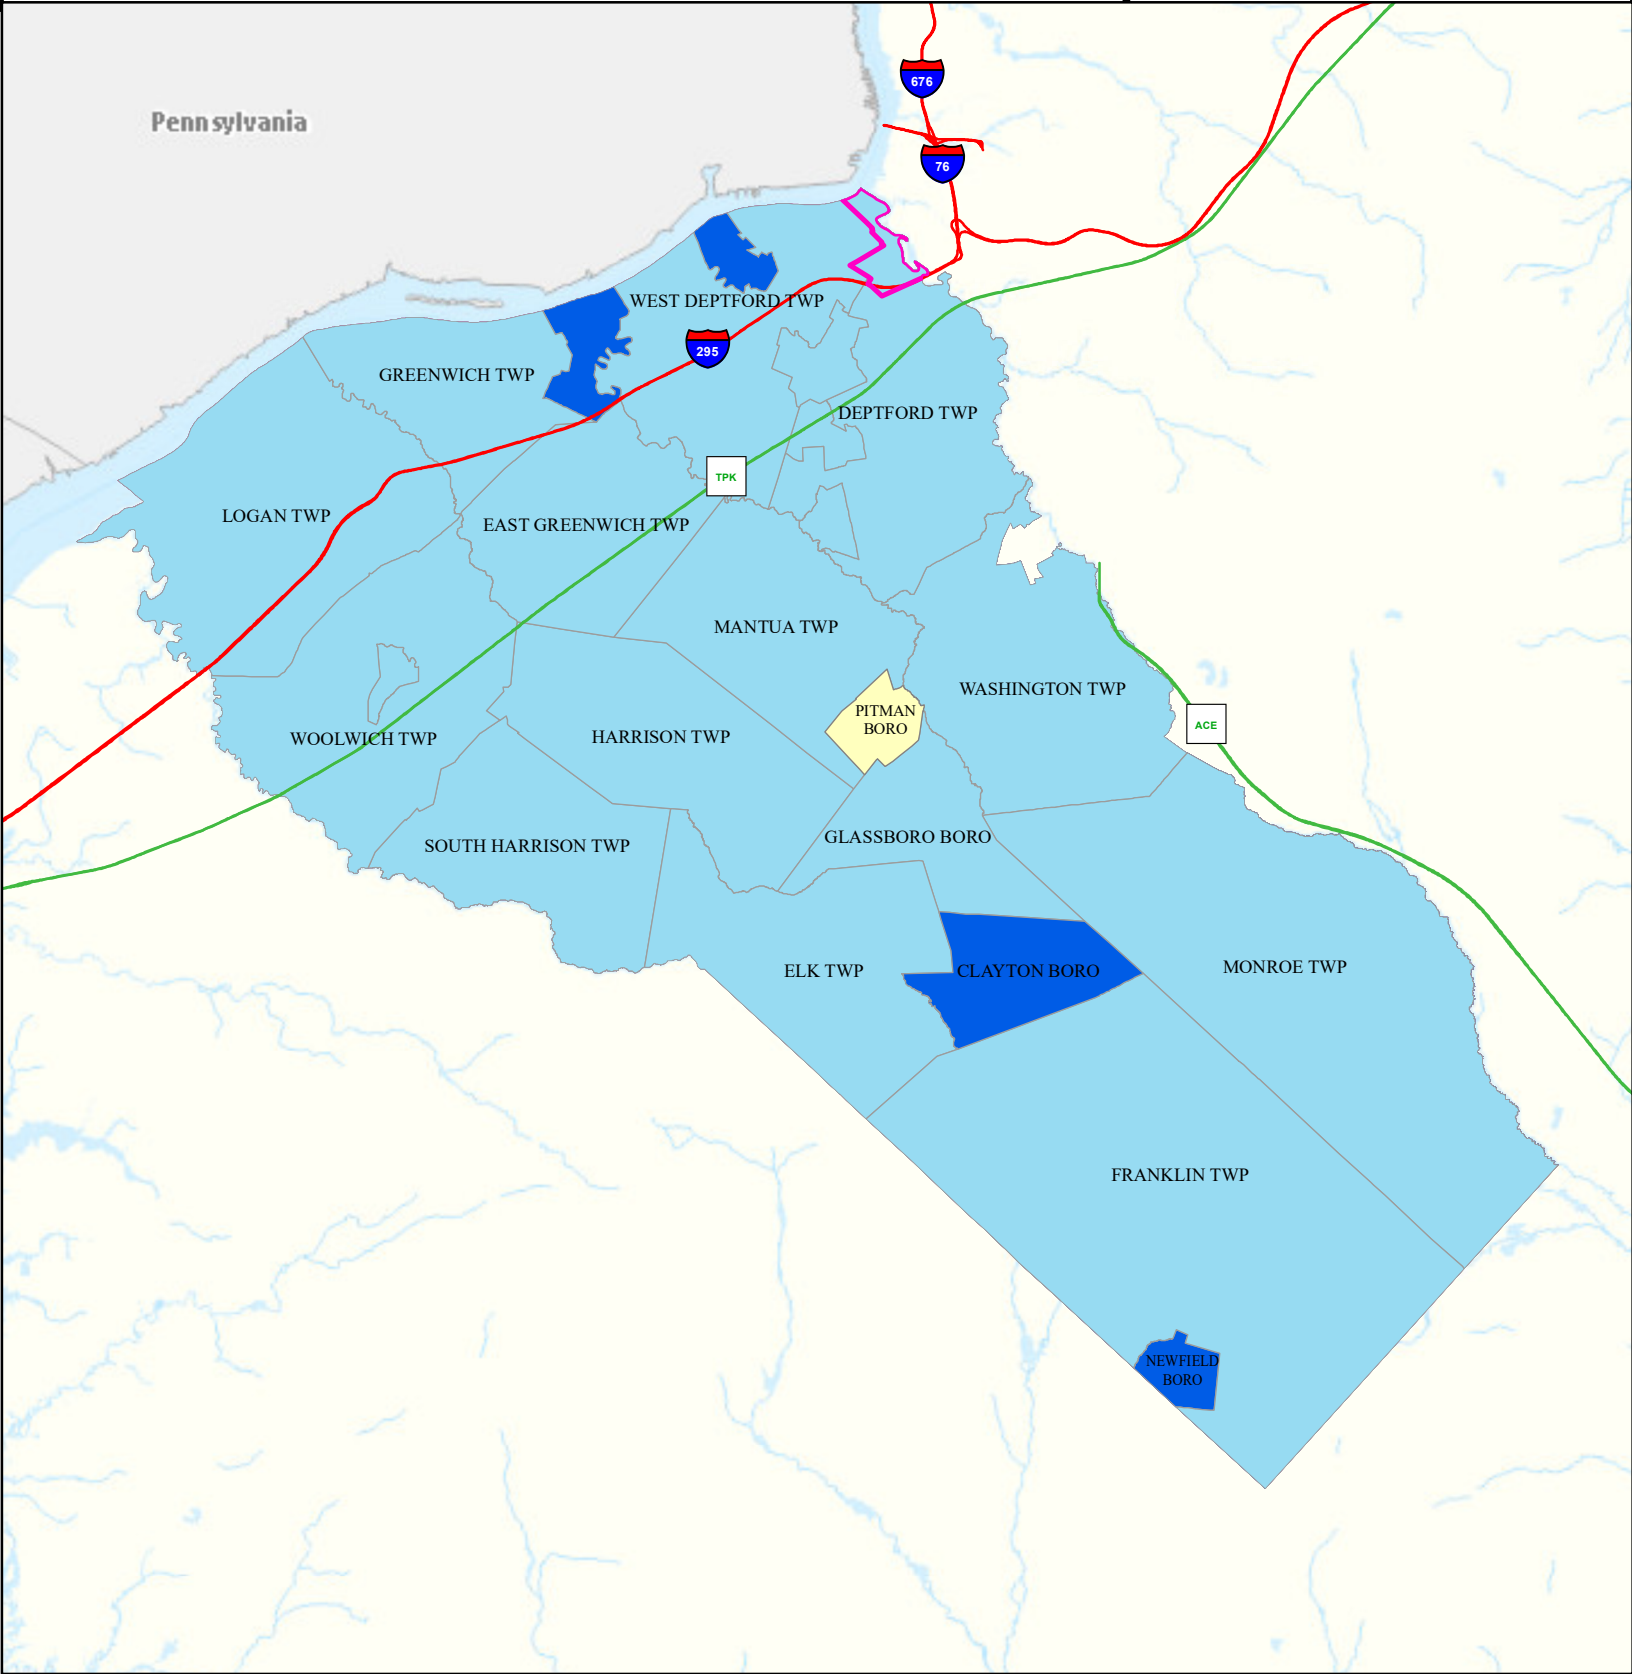 676
Pennsylvania
76
WEST DEPTFORD TWP
295
GREENWICH TWP
DEPTFORD TWP
TPK
LOGAN TWP
EAST GREENWICH TWP
MANTUA TWP
WASHINGTON TWP
PITMAN
BORO
ACE
WOOLWICH TWP
HARRISON TWP
GLASSBORO BORO
SOUTH HARRISON TWP
ELK TWP
CLAYTON BORO
MONROE TWP
FRANKLIN TWP
NEWFIELD
BORO